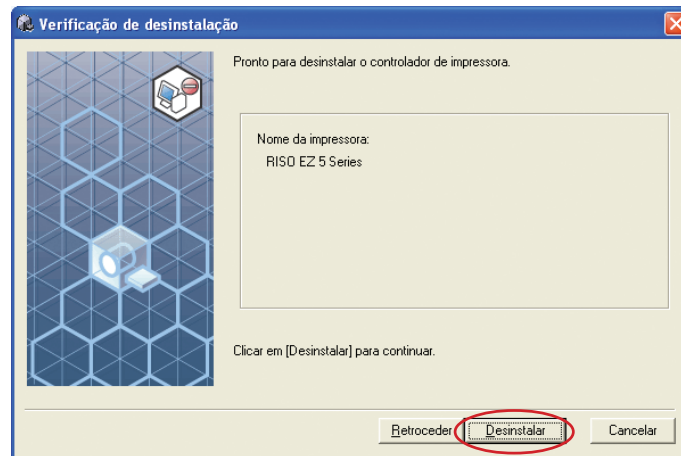 Verificação de desinstalação
Pronto para desinstalar o controlador de impressora.
Nome da impressora:
RISO EZ 5 Series
Clicar em [Desinstalar] para continuar.
Retroceder Desinstalar Cancelar